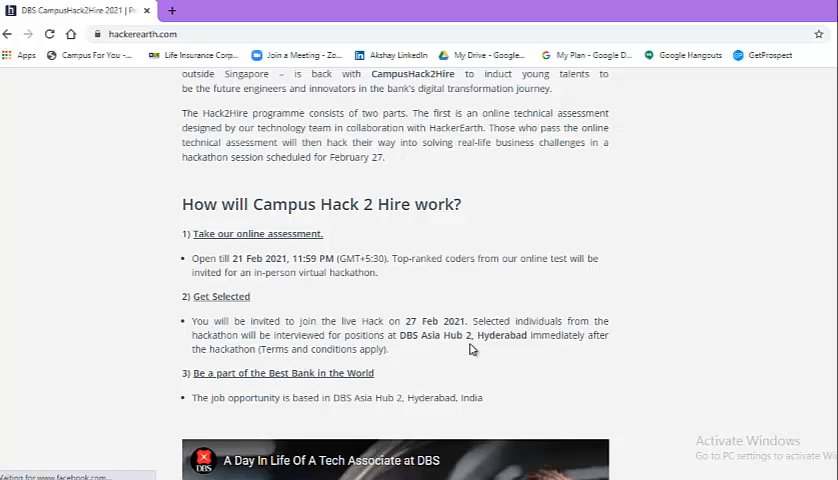 DBS CampusHack2Hire 2021 | Pr
hackerearth.com
Apps Campus For You -... Life Insurance Corp... Join a Meeting - Zo... Akshay LinkedIn My Drive - Google... My Plan - Google D... Google Hangouts GetProspect
outside Singapore – is back with CampusHack2Hire to induct young talents to
be the future engineers and innovators in the bank's digital transformation journey.
The Hack2Hire programme consists of two parts. The first is an online technical assessment
designed by our technology team in collaboration with HackerEarth. Those who pass the online
technical assessment will then hack their way into solving real-life business challenges in a
hackathon session scheduled for February 27.
How will Campus Hack 2 Hire work?
1) Take our online assessment.
• Open till 21 Feb 2021, 11:59 PM (GMT+5:30). Top-ranked coders from our online test will be
invited for an in-person virtual hackathon.
2) Get Selected
• You will be invited to join the live Hack on 27 Feb 2021. Selected individuals from the
hackathon will be interviewed for positions at DBS Asia Hub 2, Hyderabad immediately after
the hackathon (Terms and conditions apply).
3) Be a part of the Best Bank in the World
• The job opportunity is based in DBS Asia Hub 2, Hyderabad, India
Activate Windows
Go to PC settings to activate Wi
DBS A Day In Life Of A Tech Associate at DBS
Waiting for www.facebook.com...